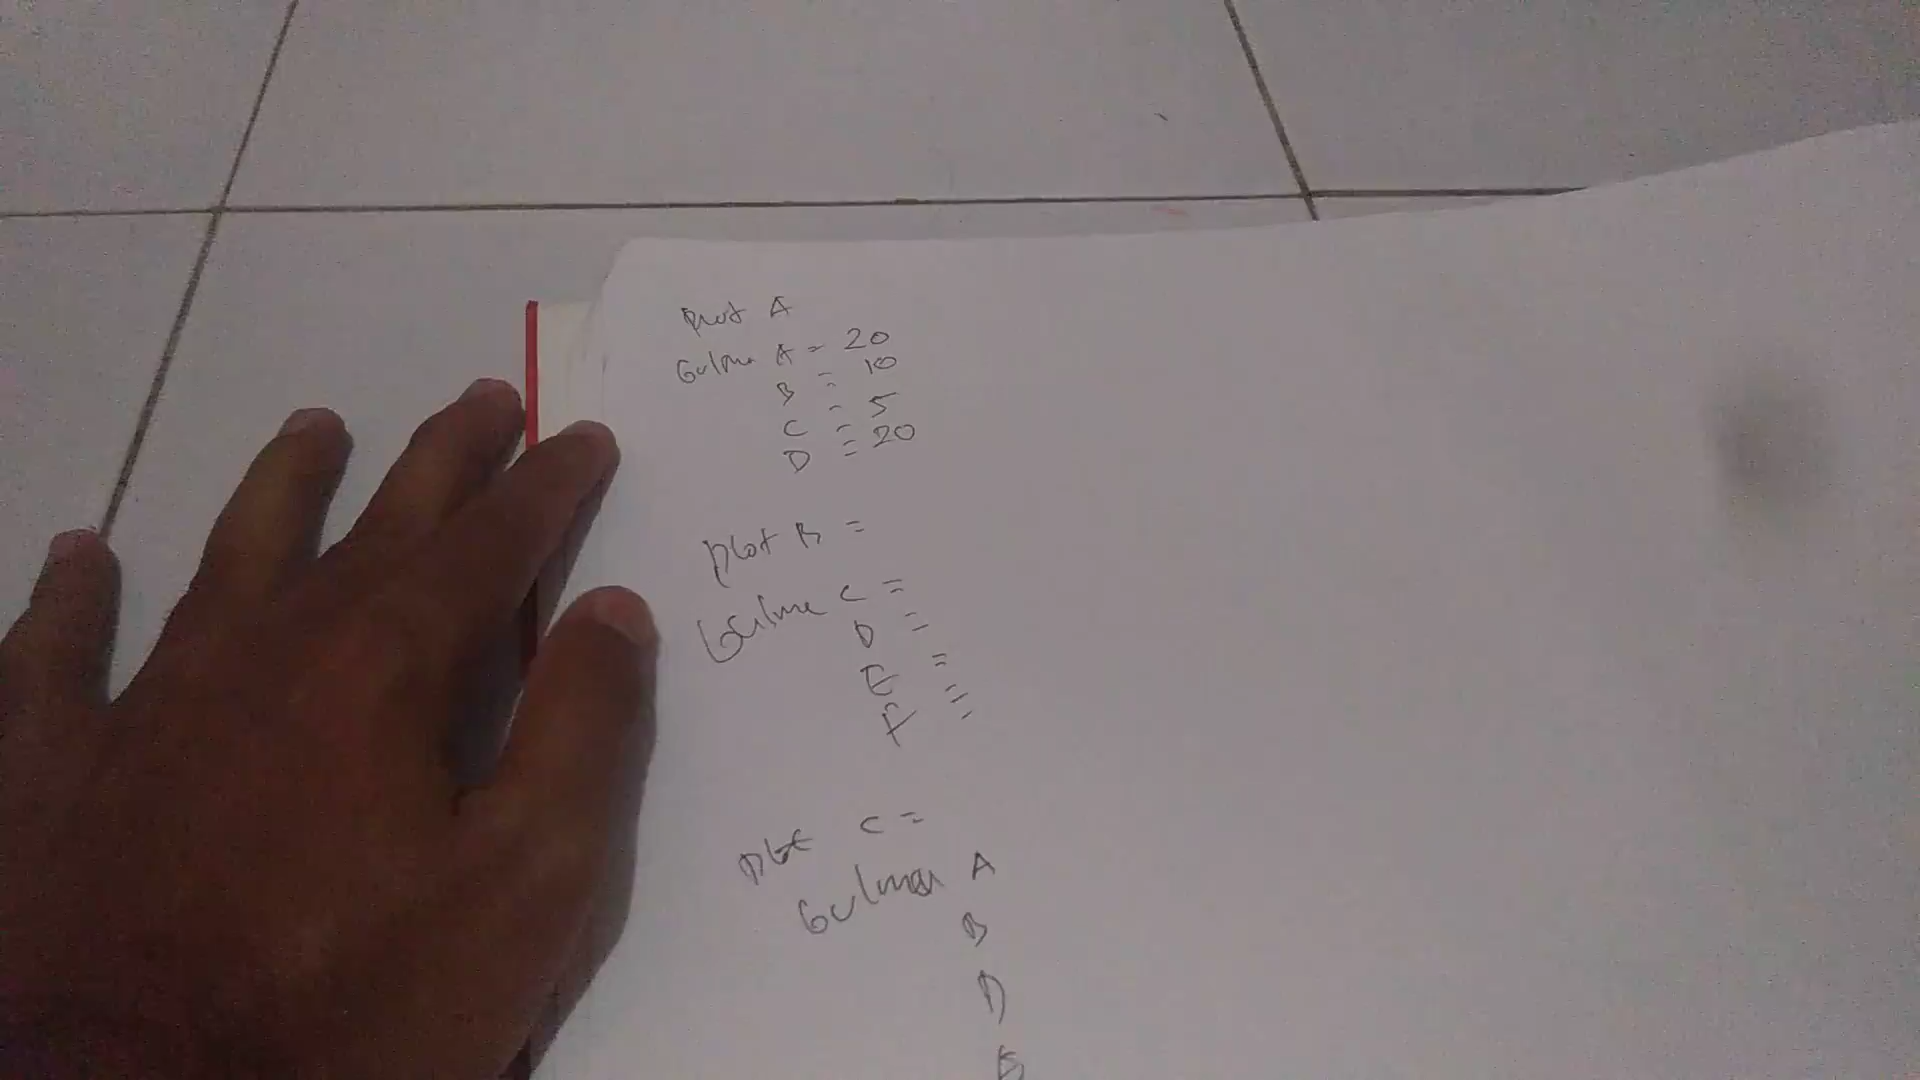 Plot A
Gulma A = 20
B = 10
C = 5
D = 20
Plot B =
Gulma C =
D =
E =
F =
Plot C =
Gulma A
B
D
E